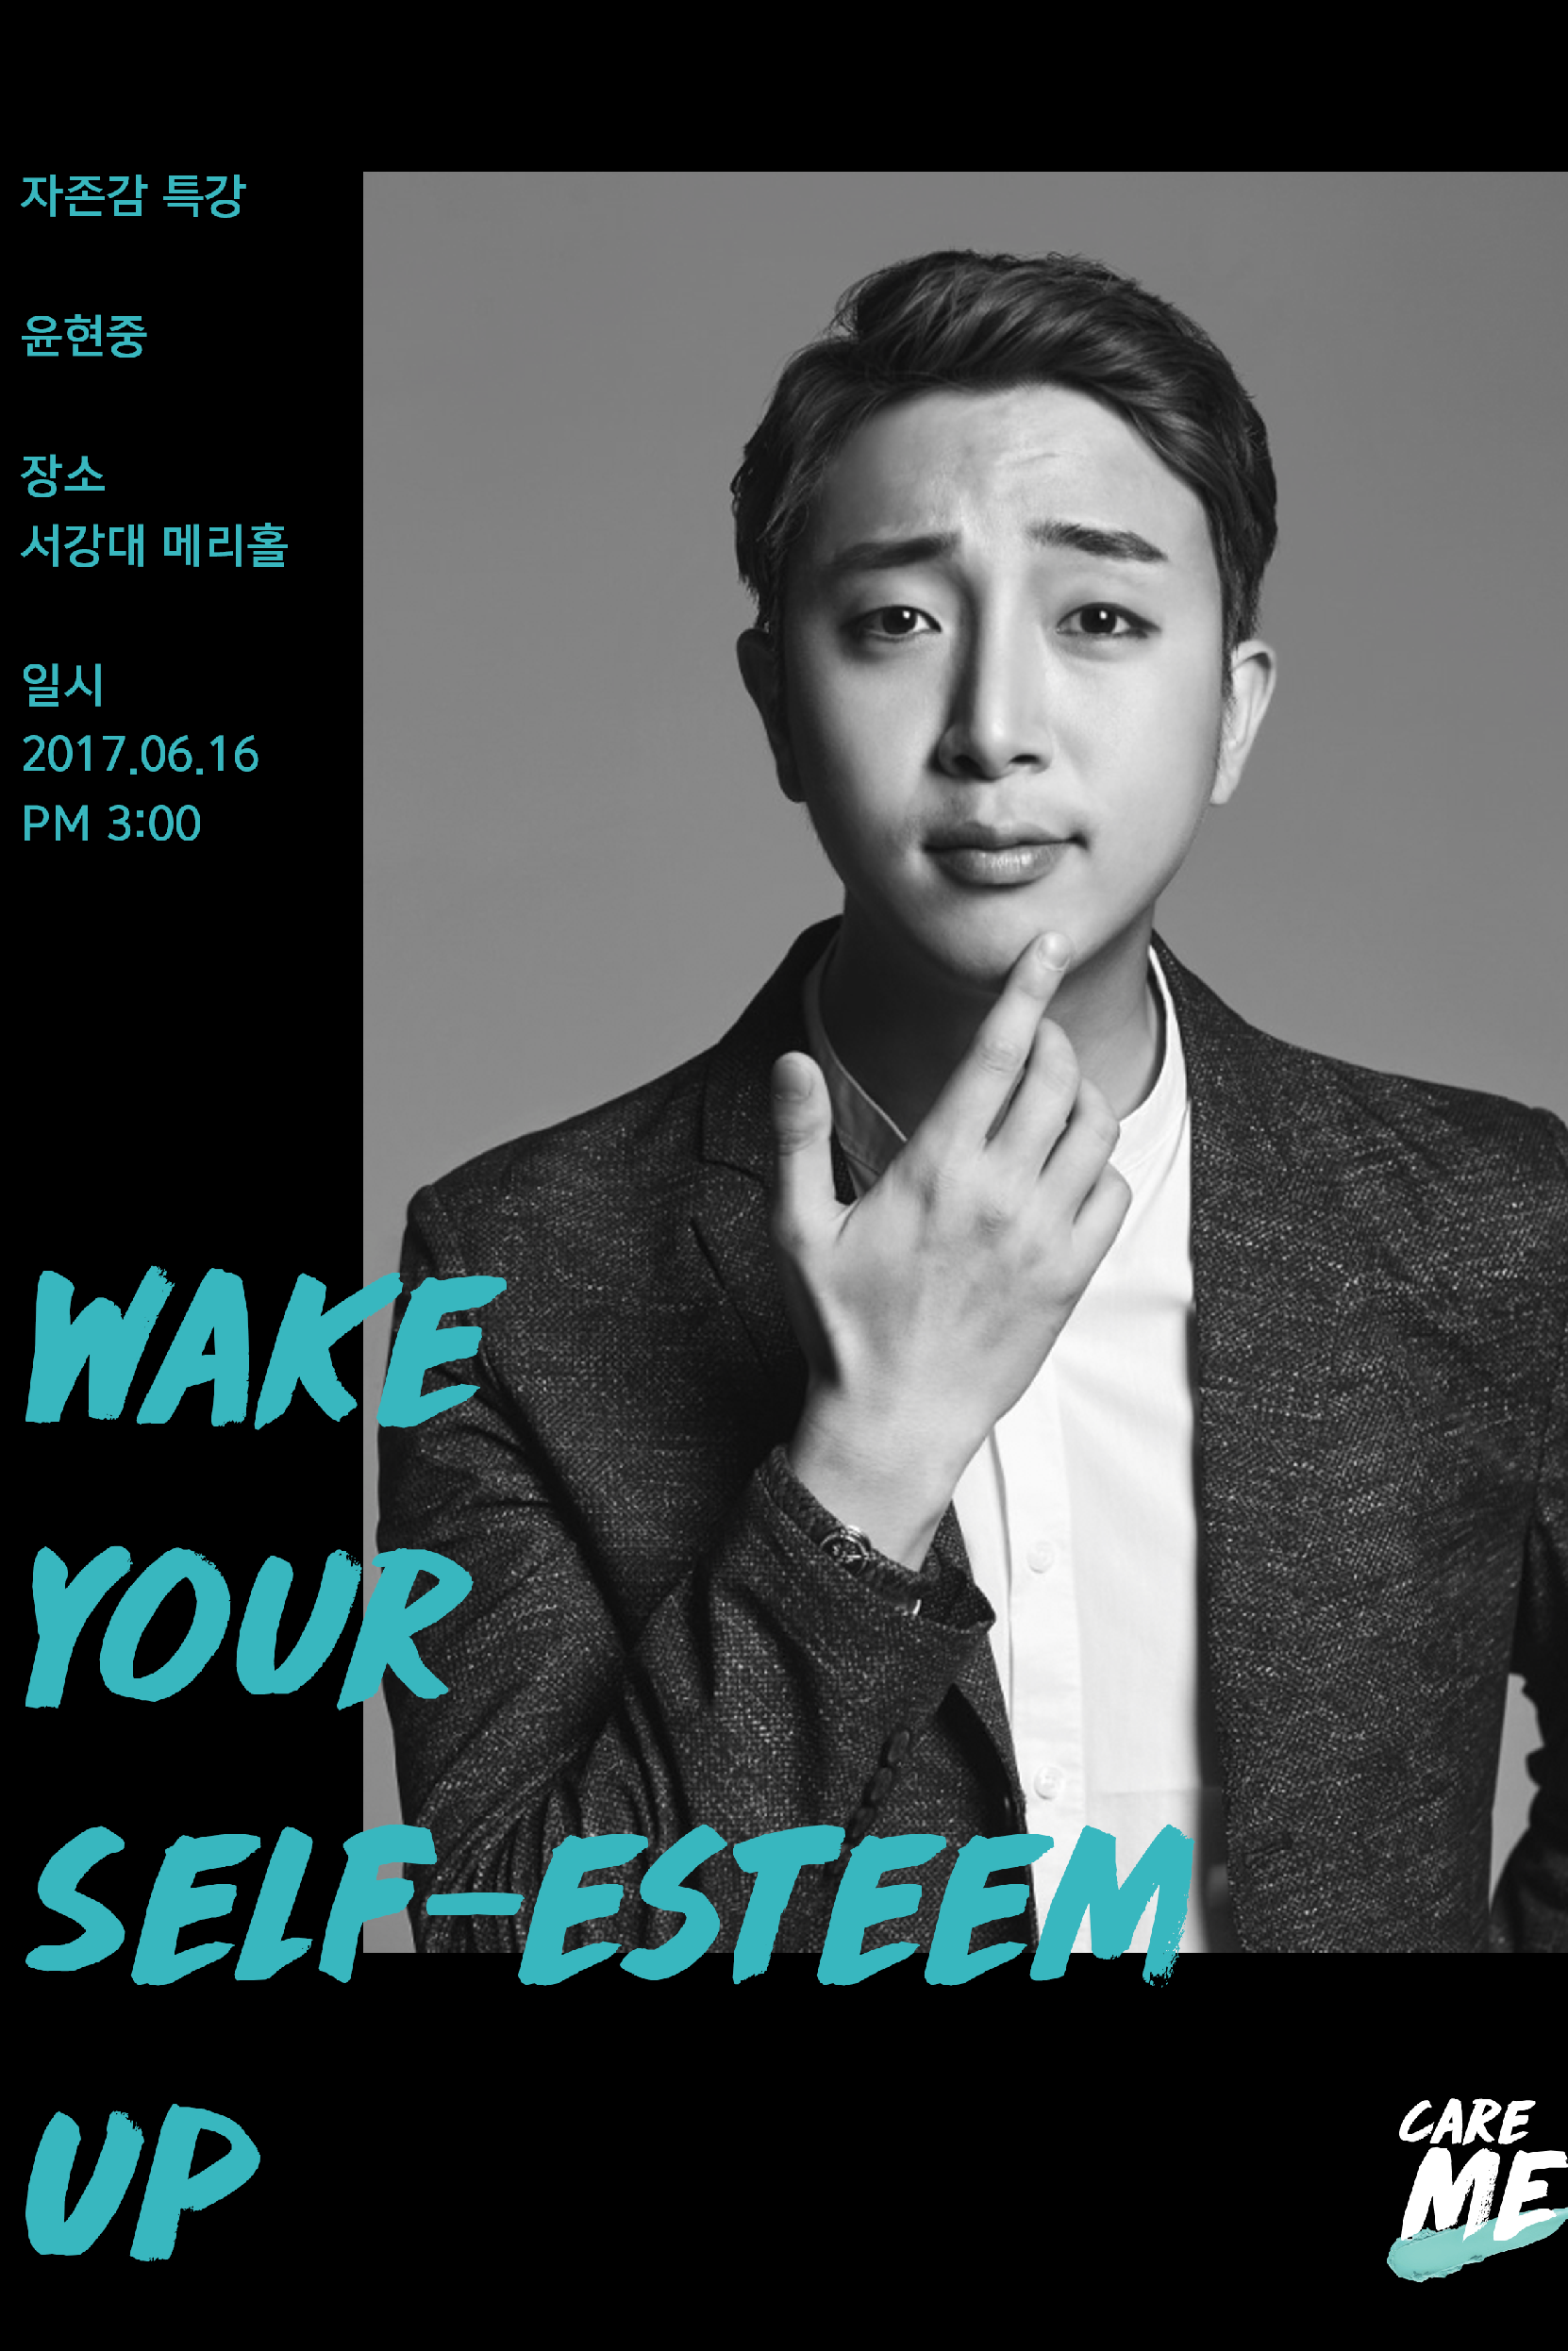 자존감 특강
윤현중
장소
서강대 메리홀
일시
2017.06.16
PM 3:00
WAKE
YOUR
SELF-ESTEEM
UP
CARE
ME